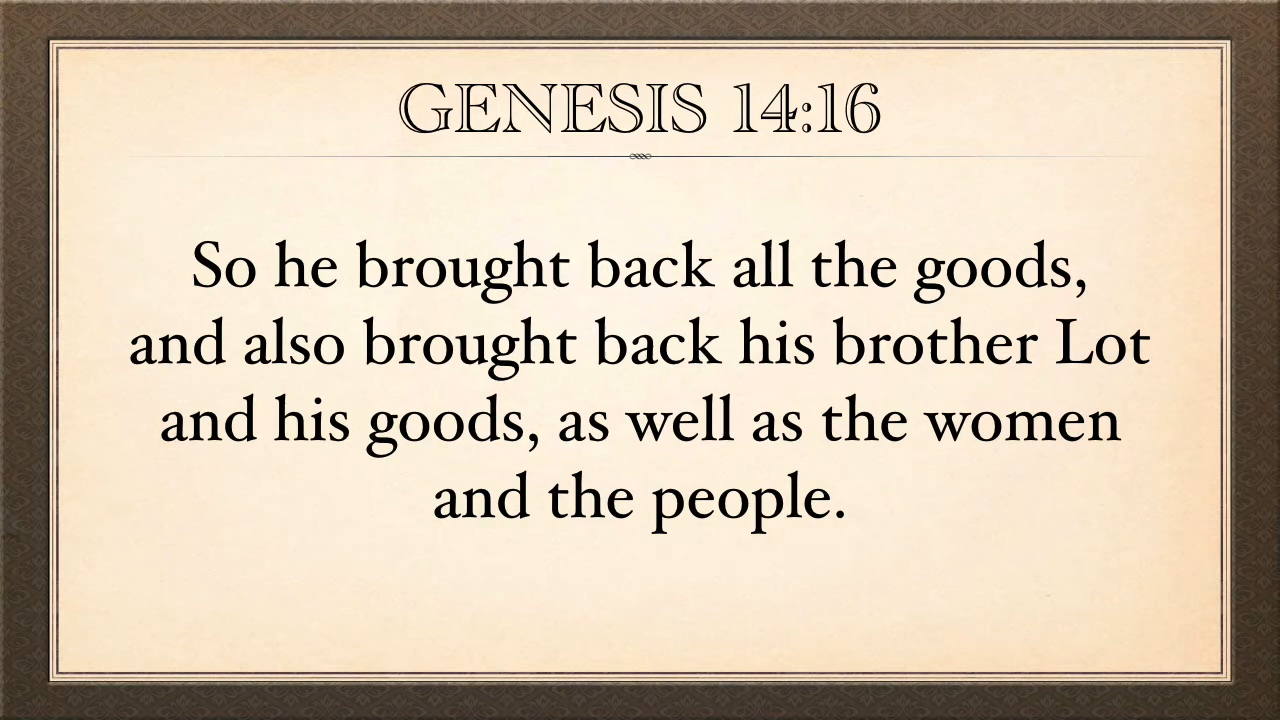 GENESIS 14:16
So he brought back all the goods,
and also brought back his brother Lot
and his goods, as well as the women
and the people.